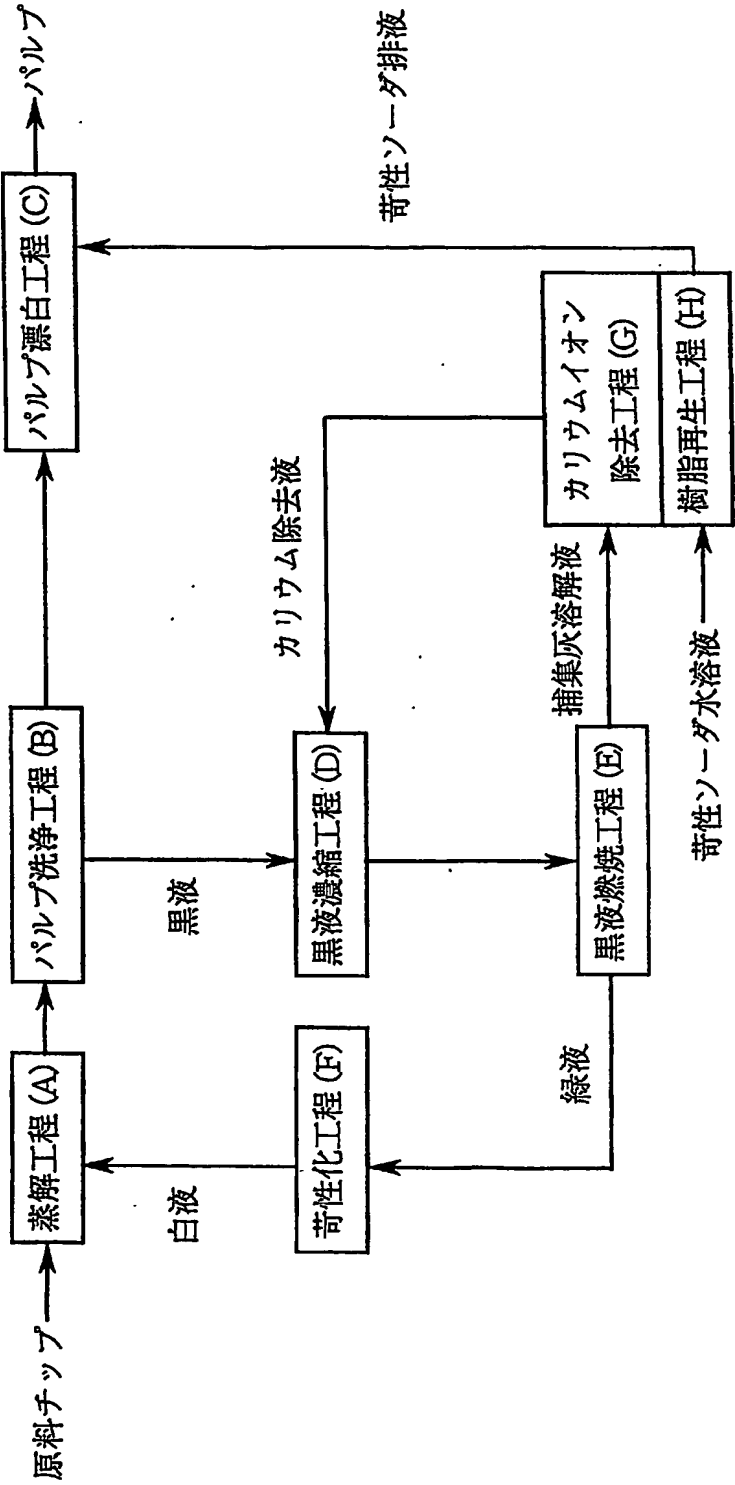 原料チップ
蒸解工程(A)
パルプ洗浄工程(B)
パルプ漂白工程(C)
パルプ
白液
黒液
苛性化工程(F)
黒液濃縮工程(D)
カリウム除去液
苛性ソーダ排液
緑液
黒液燃焼工程(E)
捕集灰溶解液
カリウムイオン
除去工程(G)
樹脂再生工程(H)
苛性ソーダ水溶液